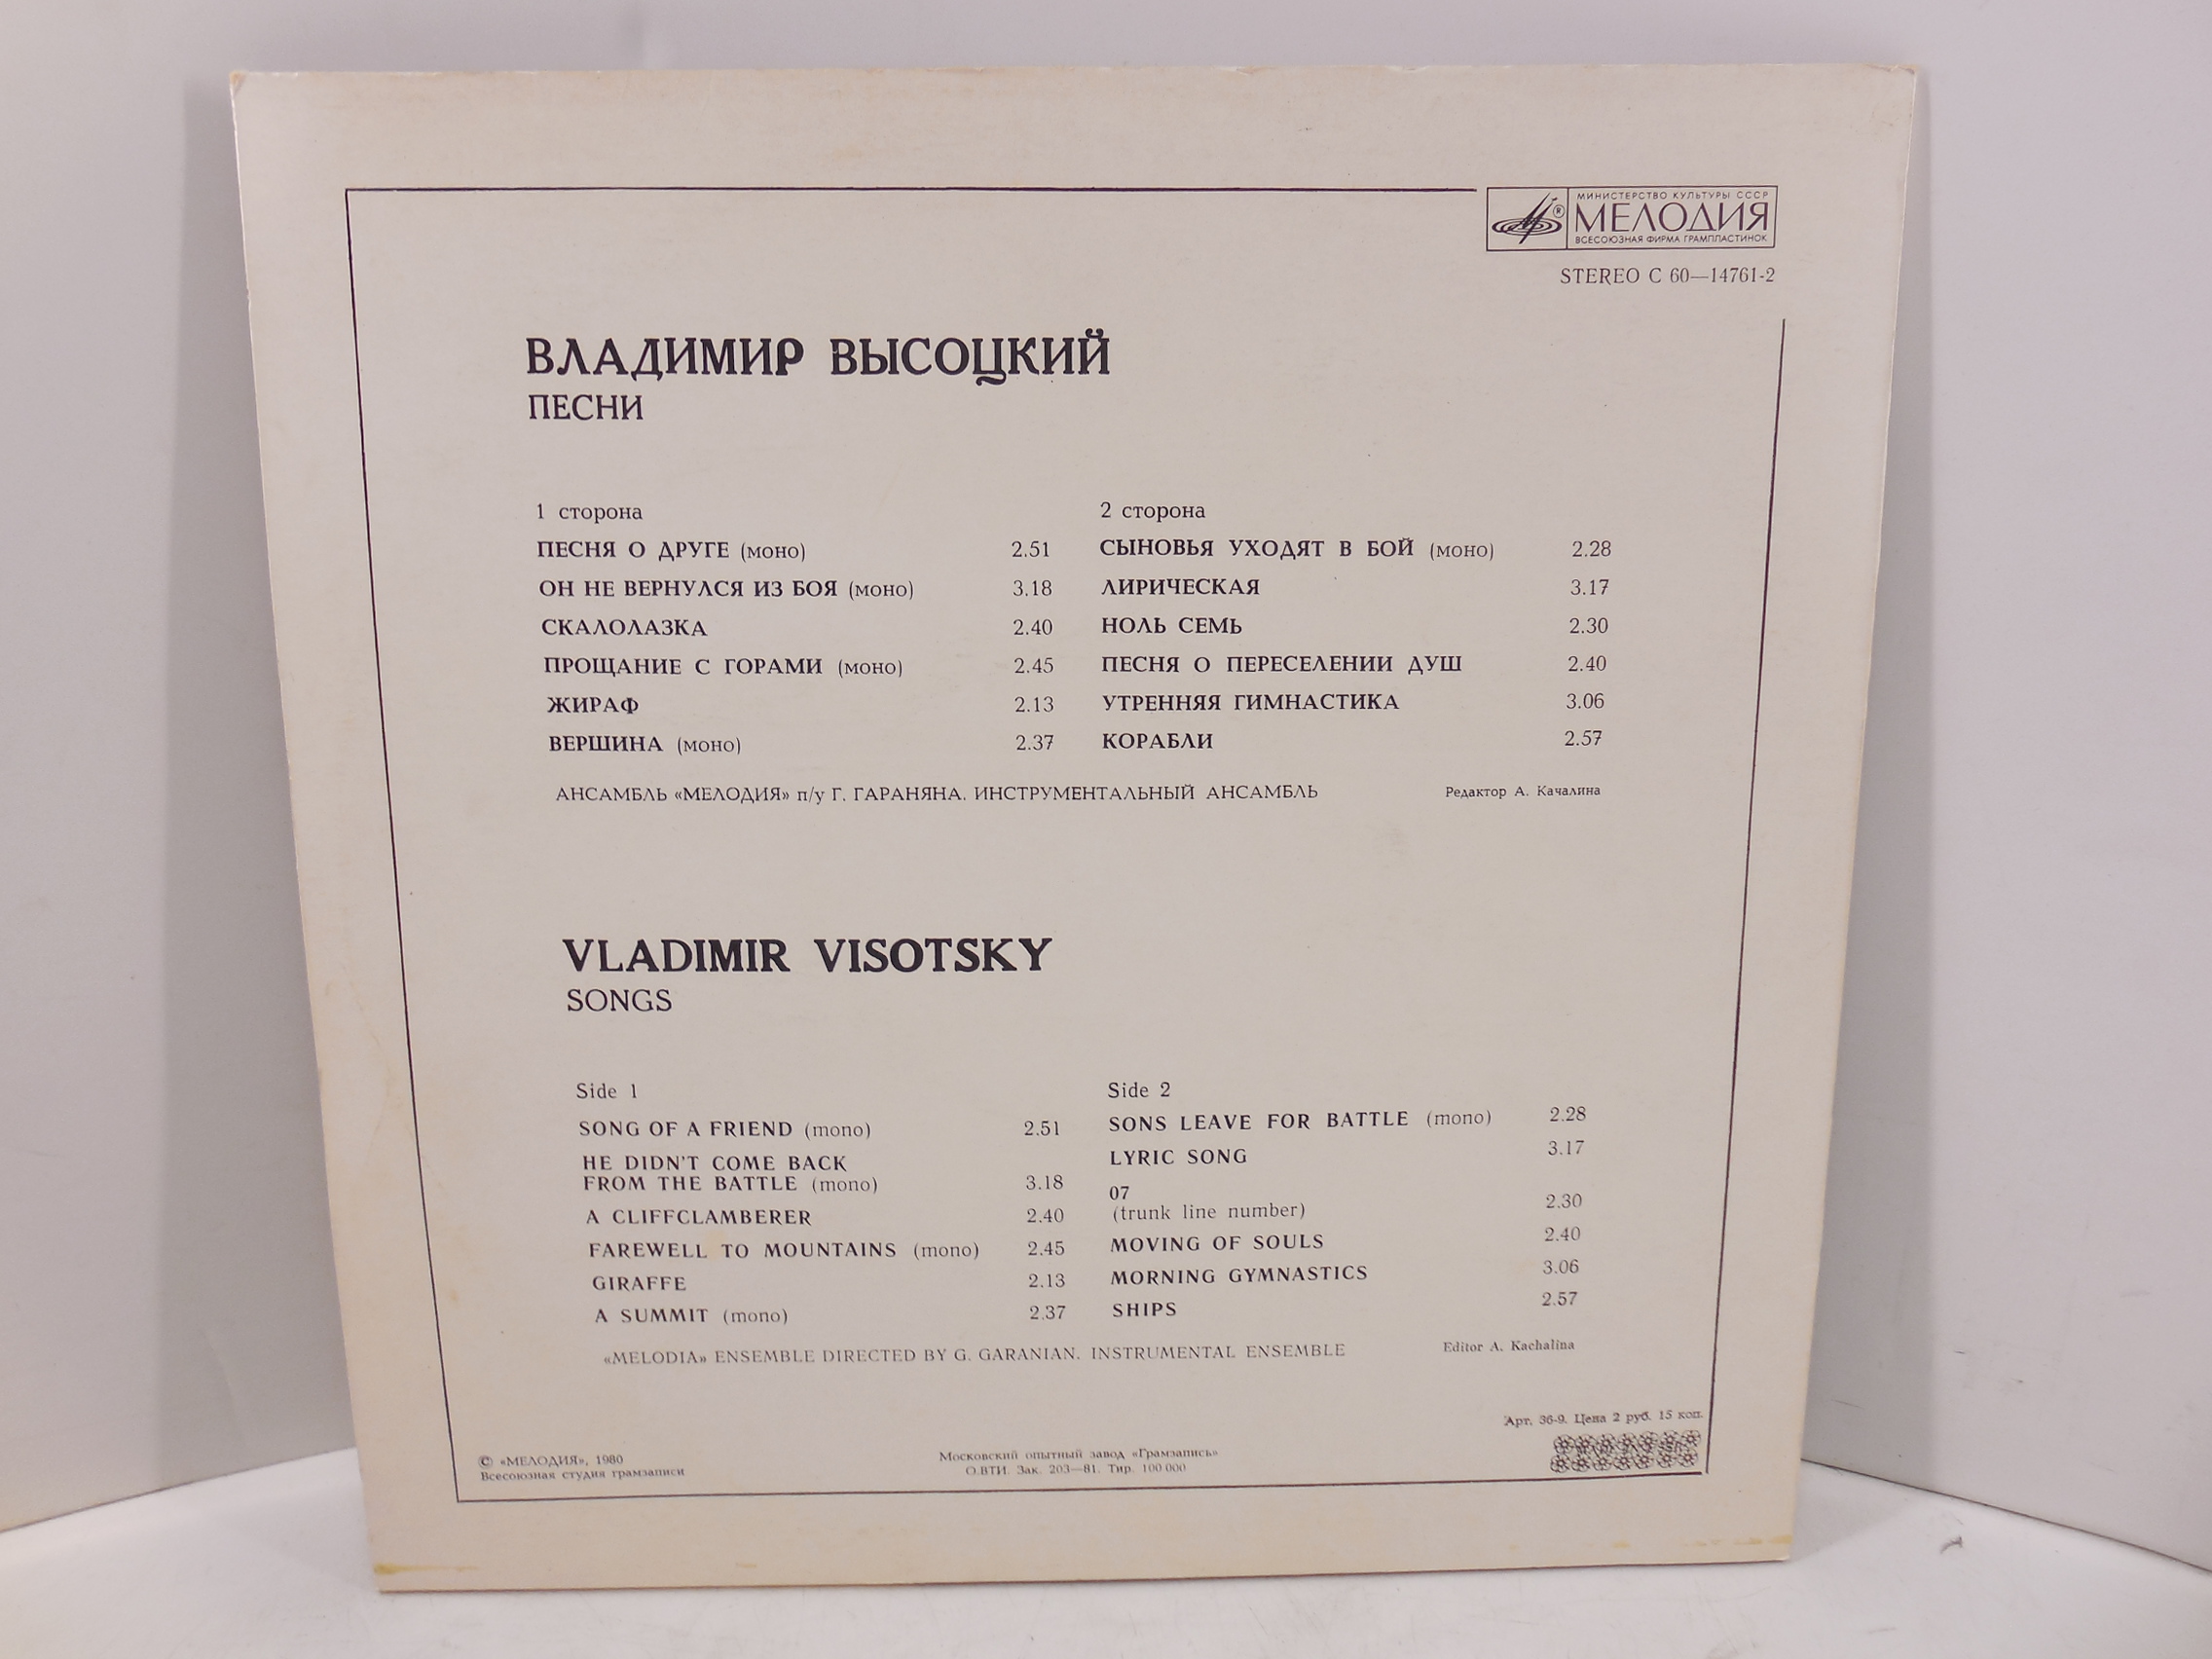 МИНИСТЕРСТВО КУЛЬТУРЫ СССР
МЕЛОДИЯ
ВСЕСОЮЗНАЯ ФИРМА ГРАМПЛАСТИНОК
STEREO С 60—14761-2
ВЛАДИМИР ВЫСОЦКИЙ
ПЕСНИ
1 сторона
ПЕСНЯ О ДРУГЕ (моно) 2.51
ОН НЕ ВЕРНУЛСЯ ИЗ БОЯ (моно) 3.18
СКАЛОЛАЗКА 2.40
ПРОЩАНИЕ С ГОРАМИ (моно) 2.45
ЖИРАФ 2.13
ВЕРШИНА (моно) 2.37
2 сторона
СЫНОВЬЯ УХОДЯТ В БОЙ (моно) 2.28
ЛИРИЧЕСКАЯ 3.17
НОЛЬ СЕМЬ 2.30
ПЕСНЯ О ПЕРЕСЕЛЕНИИ ДУШ 2.40
УТРЕННЯЯ ГИМНАСТИКА 3.06
КОРАБЛИ 2.57
АНСАМБЛЬ «МЕЛОДИЯ» п/у Г. ГАРАНЯНА. ИНСТРУМЕНТАЛЬНЫЙ АНСАМБЛЬ
Редактор А. Качалина
VLADIMIR VISOTSKY
SONGS
Side 1
SONG OF A FRIEND (mono) 2.51
HE DIDN'T COME BACK
FROM THE BATTLE (mono) 3.18
A CLIFFCLAMBERER 2.40
FAREWELL TO MOUNTAINS (mono) 2.45
GIRAFFE 2.13
A SUMMIT (mono) 2.37
Side 2
SONS LEAVE FOR BATTLE (mono) 2.28
LYRIC SONG 3.17
07
(trunk line number) 2.30
MOVING OF SOULS 2.40
MORNING GYMNASTICS 3.06
SHIPS 2.57
«MELODIA» ENSEMBLE DIRECTED BY G. GARANIAN. INSTRUMENTAL ENSEMBLE
Editor A. Kachalina
Арт. 36-9. Цена 2 руб. 15 коп.
© «МЕЛОДИЯ», 1980
Всесоюзная студия грамзаписи
Московский опытный завод «Грамзапись»
О.ВТИ. Зак. 203—81. Тир. 100 000